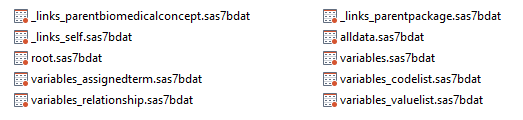 _links_parentbiomedicalconcept.sas7bdat
_links_parentpackage.sas7bdat
_links_self.sas7bdat
alldata.sas7bdat
root.sas7bdat
variables.sas7bdat
variables_assignedterm.sas7bdat
variables_codelist.sas7bdat
variables_relationship.sas7bdat
variables_valuelist.sas7bdat